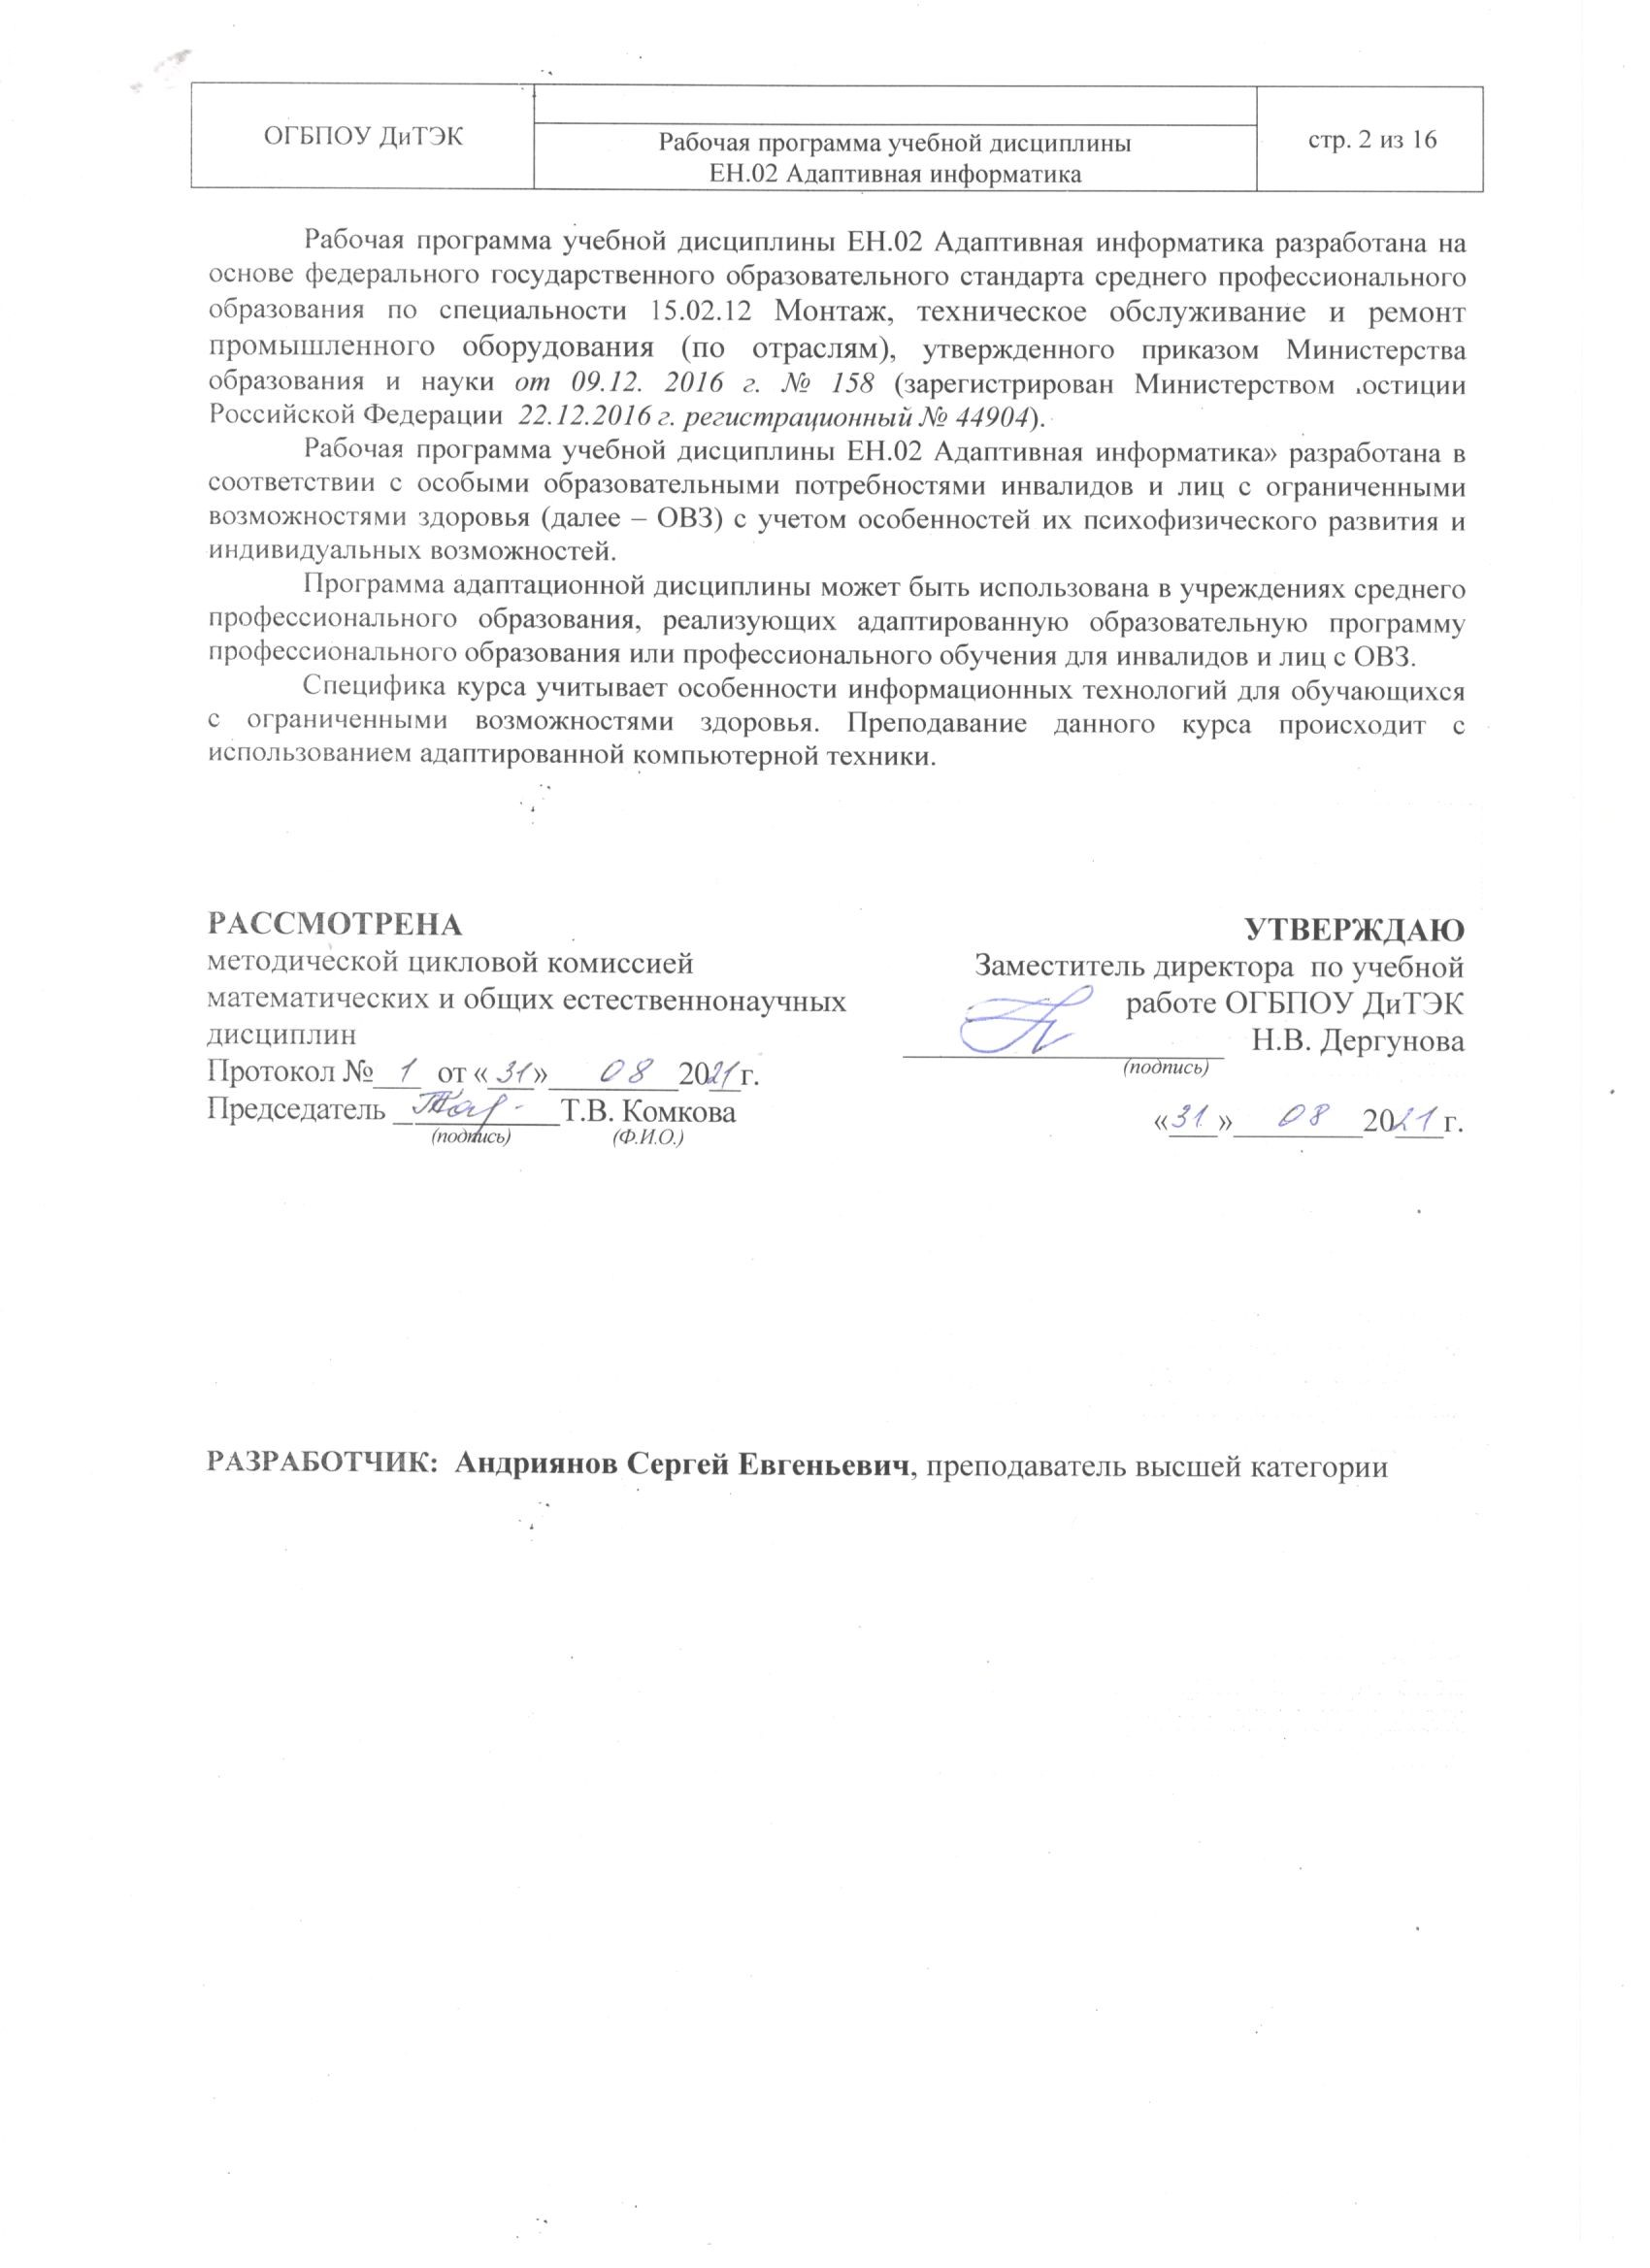 ОГБПОУ ДиТЭК
Рабочая программа учебной дисциплины
ЕН.02 Адаптивная информатика
стр. 2 из 16
Рабочая программа учебной дисциплины ЕН.02 Адаптивная информатика разработана на
основе федерального государственного образовательного стандарта среднего профессионального
образования по специальности 15.02.12 Монтаж, техническое обслуживание и ремонт
промышленного оборудования (по отраслям), утвержденного приказом Министерства
образования и науки от 09.12. 2016 г. № 158 (зарегистрирован Министерством юстиции
Российской Федерации 22.12.2016 г. регистрационный № 44904).
Рабочая программа учебной дисциплины ЕН.02 Адаптивная информатика» разработана в
соответствии с особыми образовательными потребностями инвалидов и лиц с ограниченными
возможностями здоровья (далее – ОВЗ) с учетом особенностей их психофизического развития и
индивидуальных возможностей.
Программа адаптационной дисциплины может быть использована в учреждениях среднего
профессионального образования, реализующих адаптированную образовательную программу
профессионального образования или профессионального обучения для инвалидов и лиц с ОВЗ.
Специфика курса учитывает особенности информационных технологий для обучающихся
с ограниченными возможностями здоровья. Преподавание данного курса происходит с
использованием адаптированной компьютерной техники.
РАССМОТРЕНА
методической цикловой комиссией
математических и общих естественнонаучных
дисциплин
Протокол № 1 от «31» 08 2021 г.
Председатель Т.В. Комкова
(подпись) (Ф.И.О.)
УТВЕРЖДАЮ
Заместитель директора по учебной
работе ОГБПОУ ДиТЭК
Н.В. Дергунова
(подпись)
«31» 08 2021 г.
РАЗРАБОТЧИК: Андриянов Сергей Евгеньевич, преподаватель высшей категории